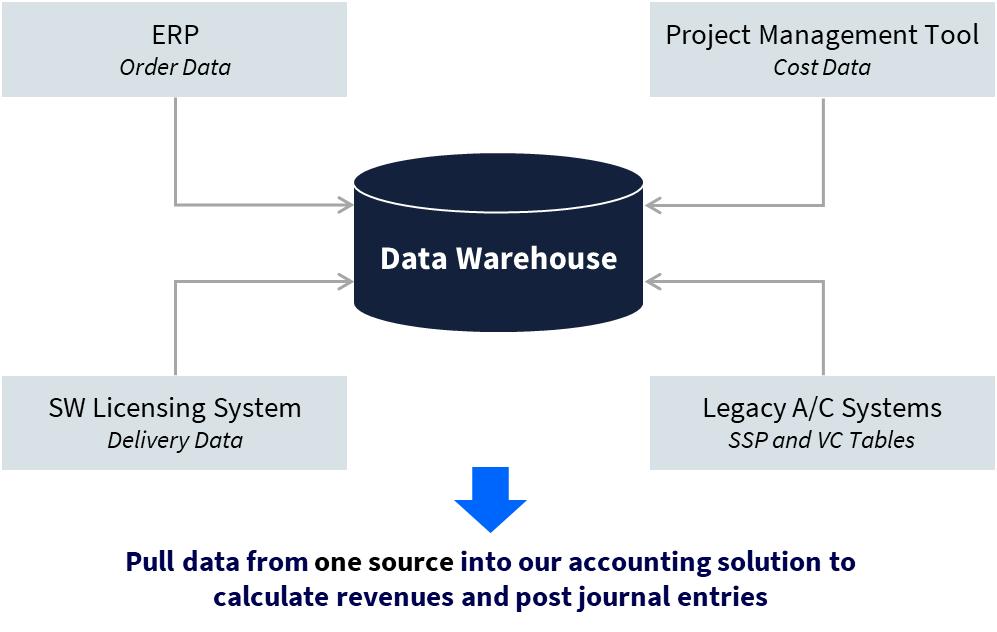 ERP
Order Data
Project Management Tool
Cost Data
Data Warehouse
SW Licensing System
Delivery Data
Legacy A/C Systems
SSP and VC Tables
Pull data from one source into our accounting solution to
calculate revenues and post journal entries